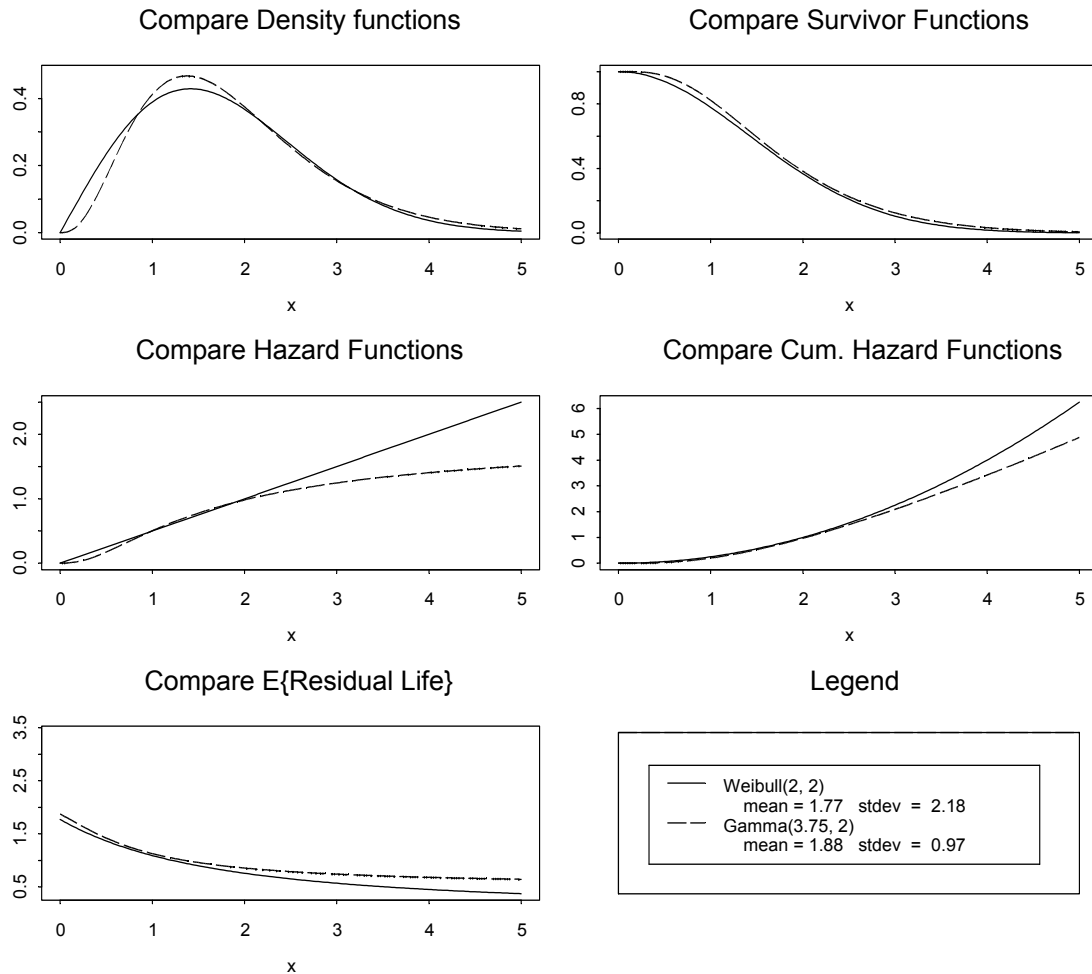 Compare Density functions
0.0 0.2 0.4
0 1 2 3 4 5
x
Compare Survivor Functions
0.0 0.4 0.8
0 1 2 3 4 5
Compare Hazard Functions
0.0 1.0 2.0
0 1 2 3 4 5
x
Compare Cum. Hazard Functions
0 1 2 3 4 5 6
0 1 2 3 4 5
x
Compare E{Residual Life}
0.5 1.5 2.5 3.5
0 1 2 3 4 5
x
Legend
Weibull(2, 2)
mean = 1.77 stdev = 2.18
Gamma(3.75, 2)
mean = 1.88 stdev = 0.97